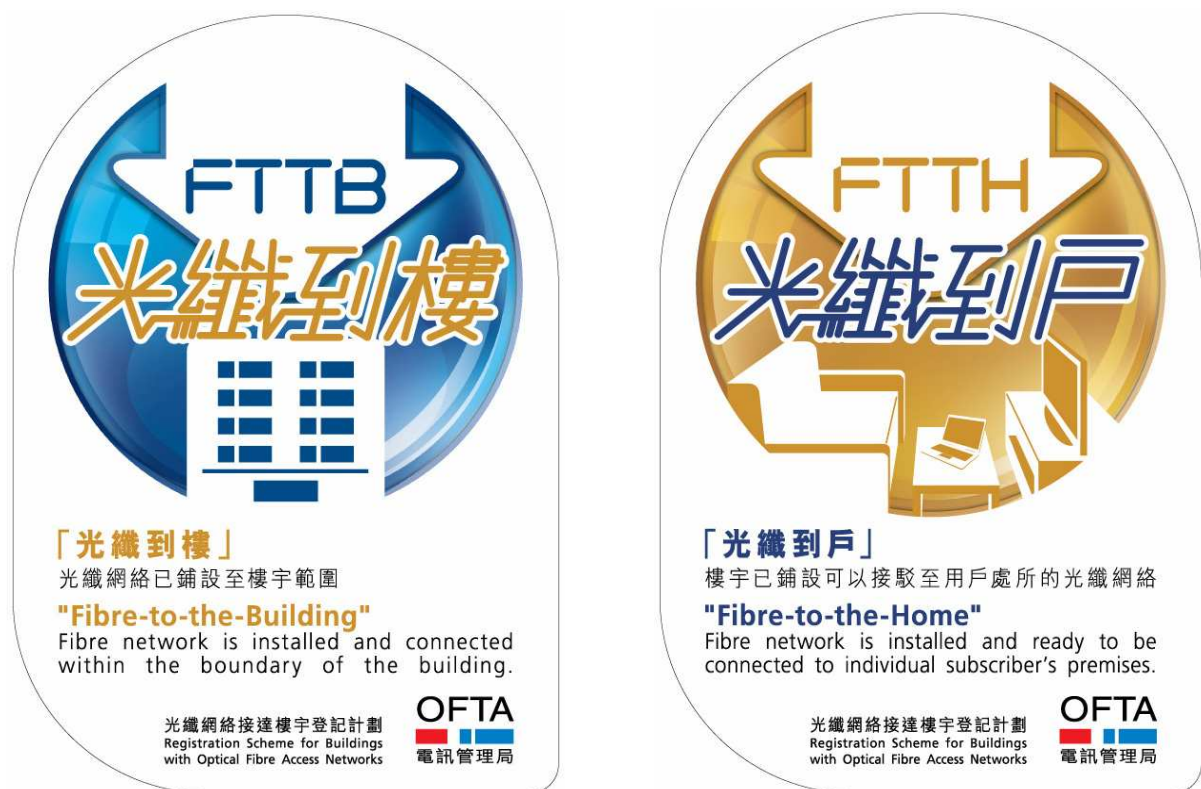 FTTB
光纖到樓
「光纖到樓」
光纖網絡已鋪設至樓宇範圍
"Fibre-to-the-Building"
Fibre network is installed and connected
within the boundary of the building.
光纖網絡接達樓宇登記計劃
Registration Scheme for Buildings
with Optical Fibre Access Networks
OFTA
電訊管理局
FTTH
光纖到戶
「光纖到戶」
樓宇已鋪設可以接駁至用戶處所的光纖網絡
"Fibre-to-the-Home"
Fibre network is installed and ready to be
connected to individual subscriber's premises.
光纖網絡接達樓宇登記計劃
Registration Scheme for Buildings
with Optical Fibre Access Networks
OFTA
電訊管理局